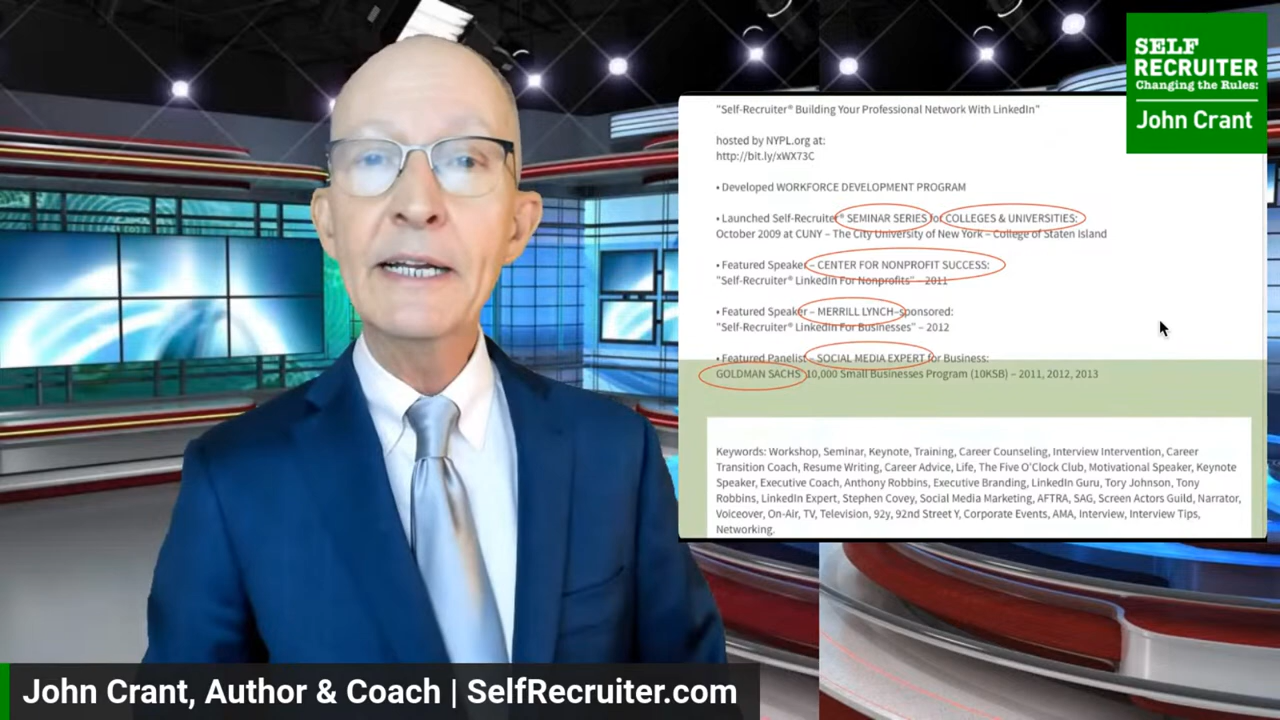 SELF
RECRUITER
Changing the Rules:
John Crant
"Self-Recruiter® Building Your Professional Network With LinkedIn"
hosted by NYPL.org at:
http://bit.ly/xWX73C
• Developed WORKFORCE DEVELOPMENT PROGRAM
• Launched Self-Recruiter® SEMINAR SERIES for COLLEGES & UNIVERSITIES:
October 2009 at CUNY – The City University of New York – College of Staten Island
• Featured Speaker – CENTER FOR NONPROFIT SUCCESS:
"Self-Recruiter® LinkedIn For Nonprofits" – 2011
• Featured Speaker – MERRILL LYNCH–sponsored:
"Self-Recruiter® LinkedIn For Businesses" – 2012
• Featured Panelist – SOCIAL MEDIA EXPERT for Business:
GOLDMAN SACHS 10,000 Small Businesses Program (10KSB) – 2011, 2012, 2013
Keywords: Workshop, Seminar, Keynote, Training, Career Counseling, Interview Intervention, Career
Transition Coach, Resume Writing, Career Advice, Life, The Five O'Clock Club, Motivational Speaker, Keynote
Speaker, Executive Coach, Anthony Robbins, Executive Branding, LinkedIn Guru, Tory Johnson, Tony
Robbins, LinkedIn Expert, Stephen Covey, Social Media Marketing, AFTRA, SAG, Screen Actors Guild, Narrator,
Voiceover, On-Air, TV, Television, 92y, 92nd Street Y, Corporate Events, AMA, Interview, Interview Tips,
Networking.
John Crant, Author & Coach | SelfRecruiter.com